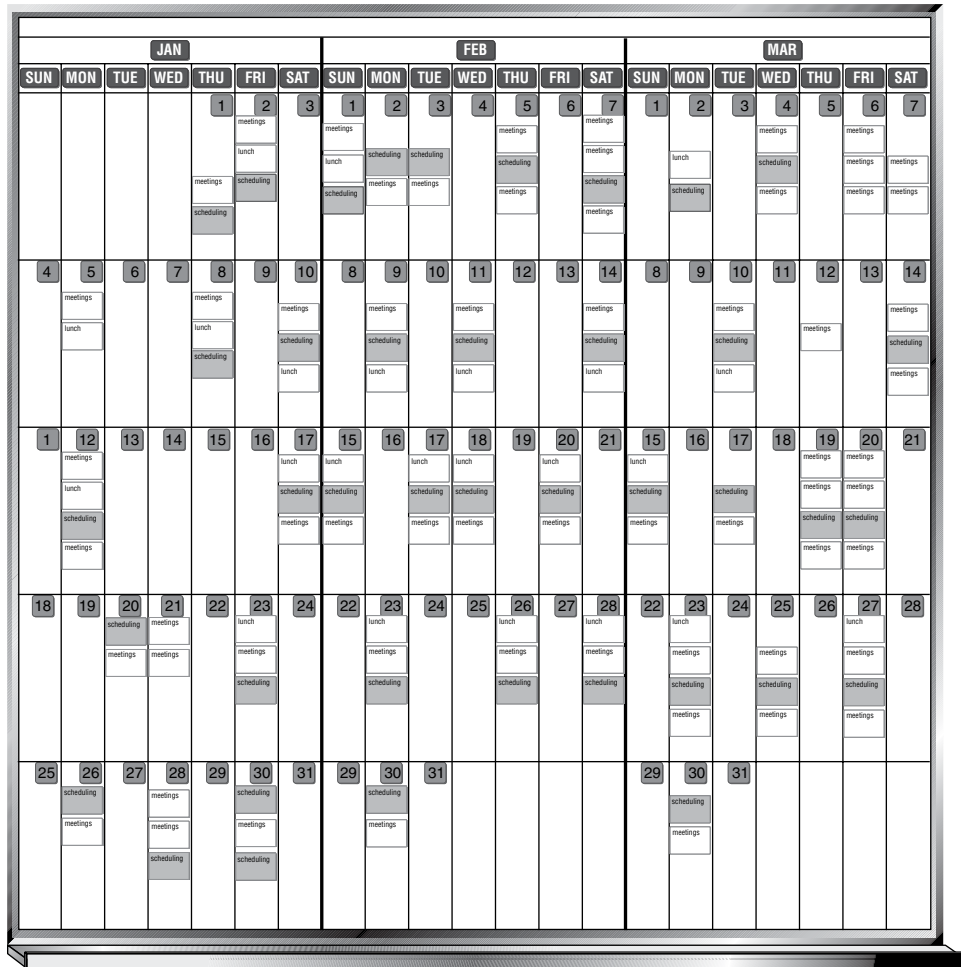 JAN FEB MAR
SUN MON TUE WED THU FRI SAT SUN MON TUE WED THU FRI SAT SUN MON TUE WED THU FRI SAT
1 2 3 1 2 3 4 5 6 7 1 2 3 4 5 6 7
meetings
scheduling
meetings
lunch
scheduling
meetings
lunch
scheduling
scheduling
meetings
scheduling
meetings
meetings
scheduling
meetings
meetings
meetings
scheduling
meetings
lunch
scheduling
meetings
scheduling
meetings
meetings
meetings
meetings
meetings
meetings
4 5 6 7 8 9 10 8 9 10 11 12 13 14 8 9 10 11 12 13 14
meetings
lunch
meetings
lunch
scheduling
meetings
scheduling
lunch
meetings
scheduling
lunch
meetings
scheduling
lunch
meetings
scheduling
lunch
meetings
scheduling
lunch
meetings
meetings
scheduling
meetings
1 12 13 14 15 16 17 15 16 17 18 19 20 21 15 16 17 18 19 20 21
meetings
lunch
scheduling
meetings
lunch
scheduling
meetings
lunch
scheduling
meetings
lunch
scheduling
meetings
lunch
scheduling
meetings
lunch
scheduling
meetings
lunch
scheduling
meetings
scheduling
meetings
meetings
meetings
scheduling
meetings
meetings
meetings
scheduling
meetings
18 19 20 21 22 23 24 22 23 24 25 26 27 28 22 23 24 25 26 27 28
scheduling
meetings
meetings
meetings
lunch
meetings
scheduling
lunch
meetings
scheduling
lunch
meetings
scheduling
lunch
meetings
scheduling
lunch
meetings
scheduling
meetings
meetings
scheduling
meetings
lunch
meetings
scheduling
meetings
25 26 27 28 29 30 31 29 30 31 29 30 31
scheduling
meetings
meetings
meetings
scheduling
scheduling
meetings
scheduling
scheduling
meetings
scheduling
meetings